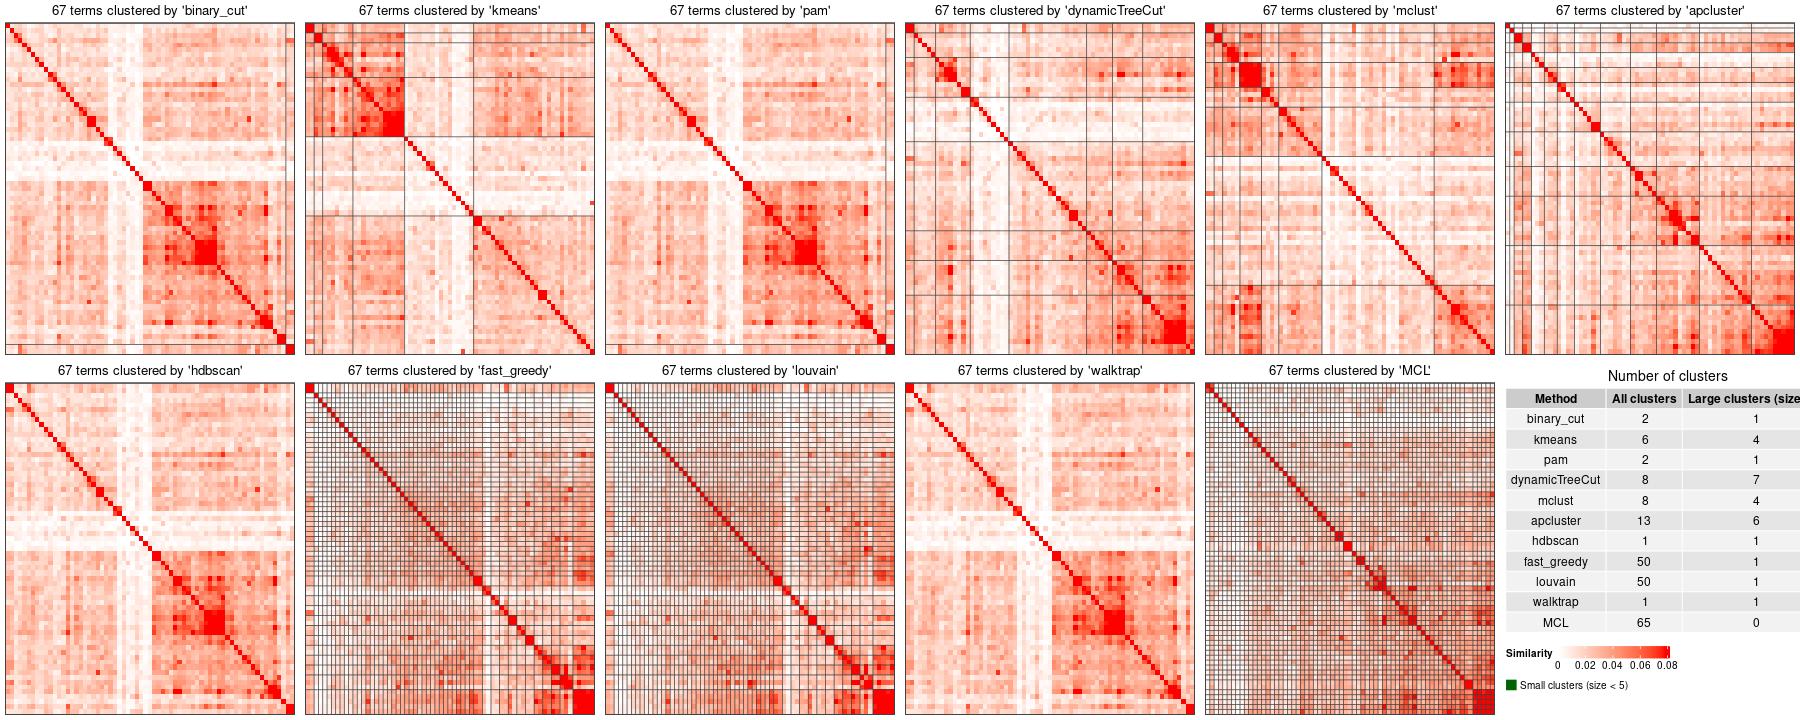 67 terms clustered by 'binary_cut'
67 terms clustered by 'kmeans'
67 terms clustered by 'pam'
67 terms clustered by 'dynamicTreeCut'
67 terms clustered by 'mclust'
67 terms clustered by 'apcluster'
67 terms clustered by 'hdbscan'
67 terms clustered by 'fast_greedy'
67 terms clustered by 'louvain'
67 terms clustered by 'walktrap'
67 terms clustered by 'MCL'
Number of clusters
Method All clusters Large clusters (size
binary_cut 2 1
kmeans 6 4
pam 2 1
dynamicTreeCut 8 7
mclust 8 4
apcluster 13 6
hdbscan 1 1
fast_greedy 50 1
louvain 50 1
walktrap 1 1
MCL 65 0
Similarity
0 0.02 0.04 0.06 0.08
Small clusters (size < 5)